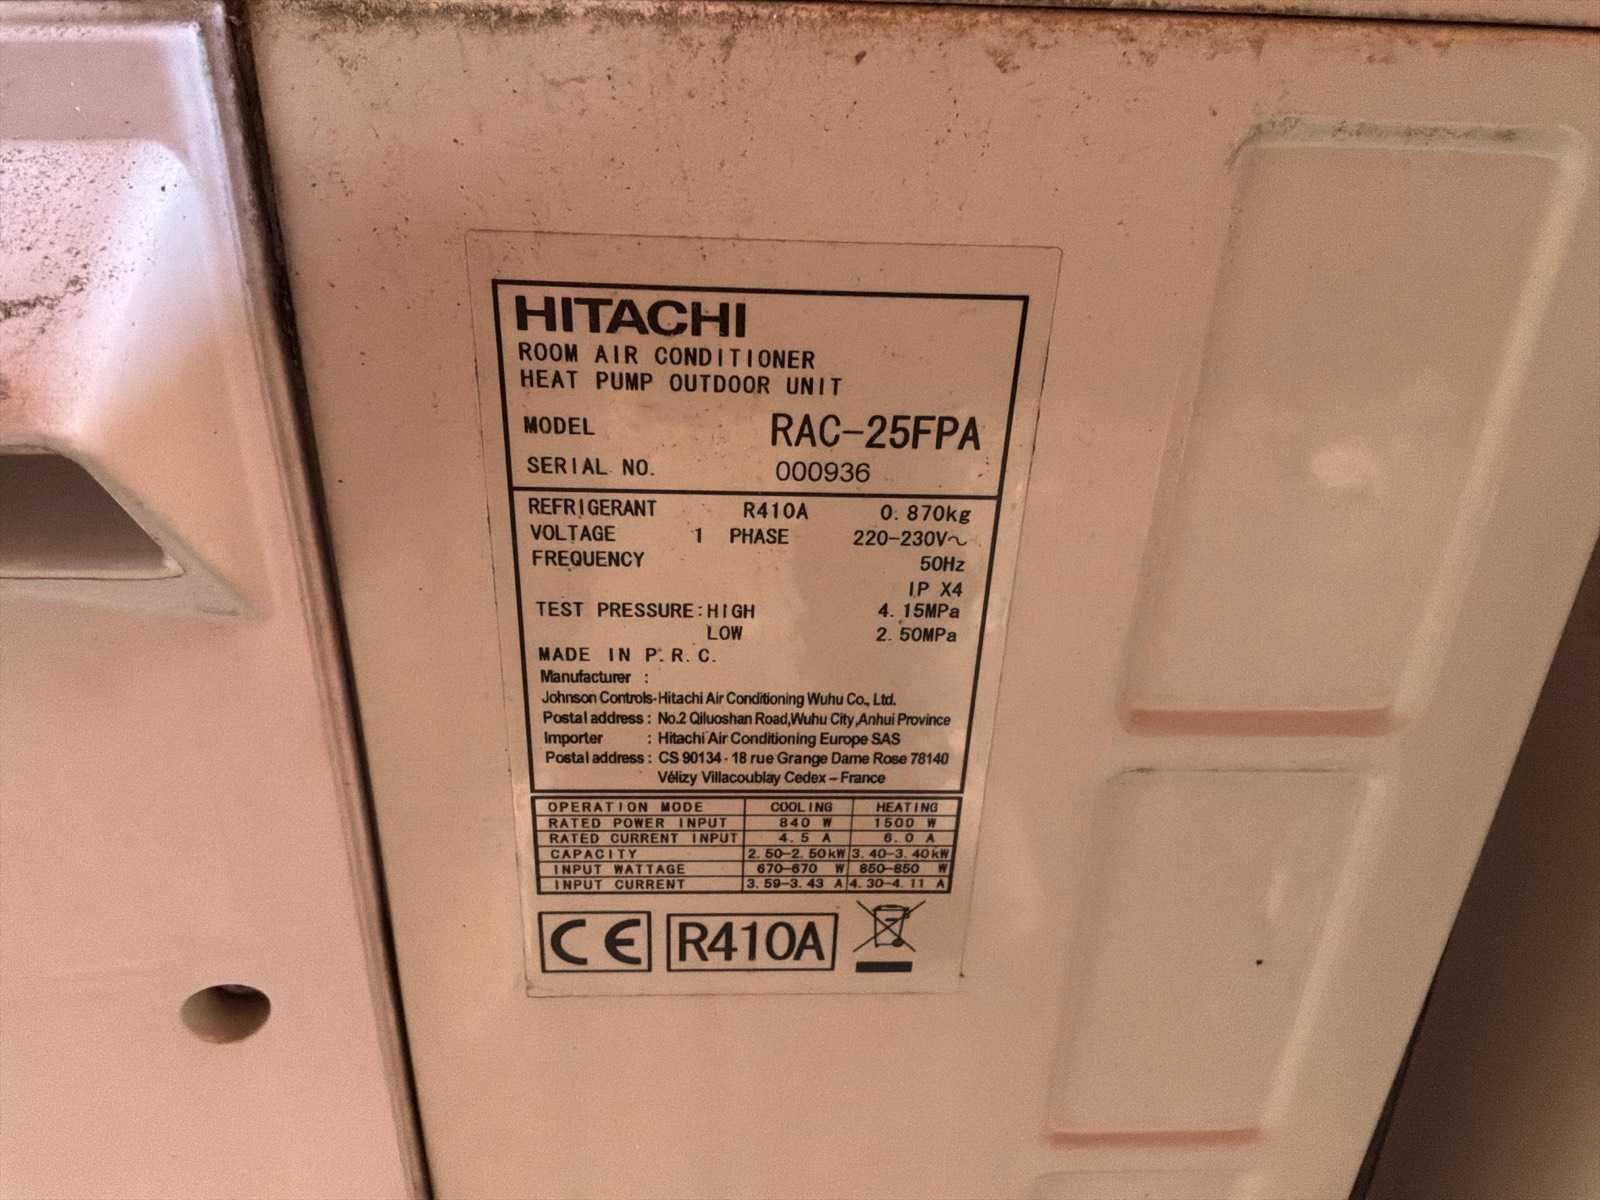 HITACHI
ROOM AIR CONDITIONER
HEAT PUMP OUTDOOR UNIT
MODEL RAC-25FPA
SERIAL NO. 000936
REFRIGERANT R410A 0.870kg
VOLTAGE 1 PHASE 220-230V~
FREQUENCY 50Hz
IP X4
TEST PRESSURE:HIGH 4.15MPa
LOW 2.50MPa
MADE IN P.R.C.
Manufacturer :
Johnson Controls-Hitachi Air Conditioning Wuhu Co., Ltd.
Postal address : No.2 Qiluoshan Road,Wuhu City,Anhui Province
Importer : Hitachi Air Conditioning Europe SAS
Postal address : CS 90134 - 18 rue Grange Dame Rose 78140
Vélizy Villacoublay Cedex – France
OPERATION MODE COOLING HEATING
RATED POWER INPUT 840 W 1500 W
RATED CURRENT INPUT 4.5 A 6.0 A
CAPACITY 2.50-2.50kW 3.40-3.40kW
INPUT WATTAGE 670-670 W 850-850 W
INPUT CURRENT 3.59-3.43 A 4.30-4.11 A
CE R410A